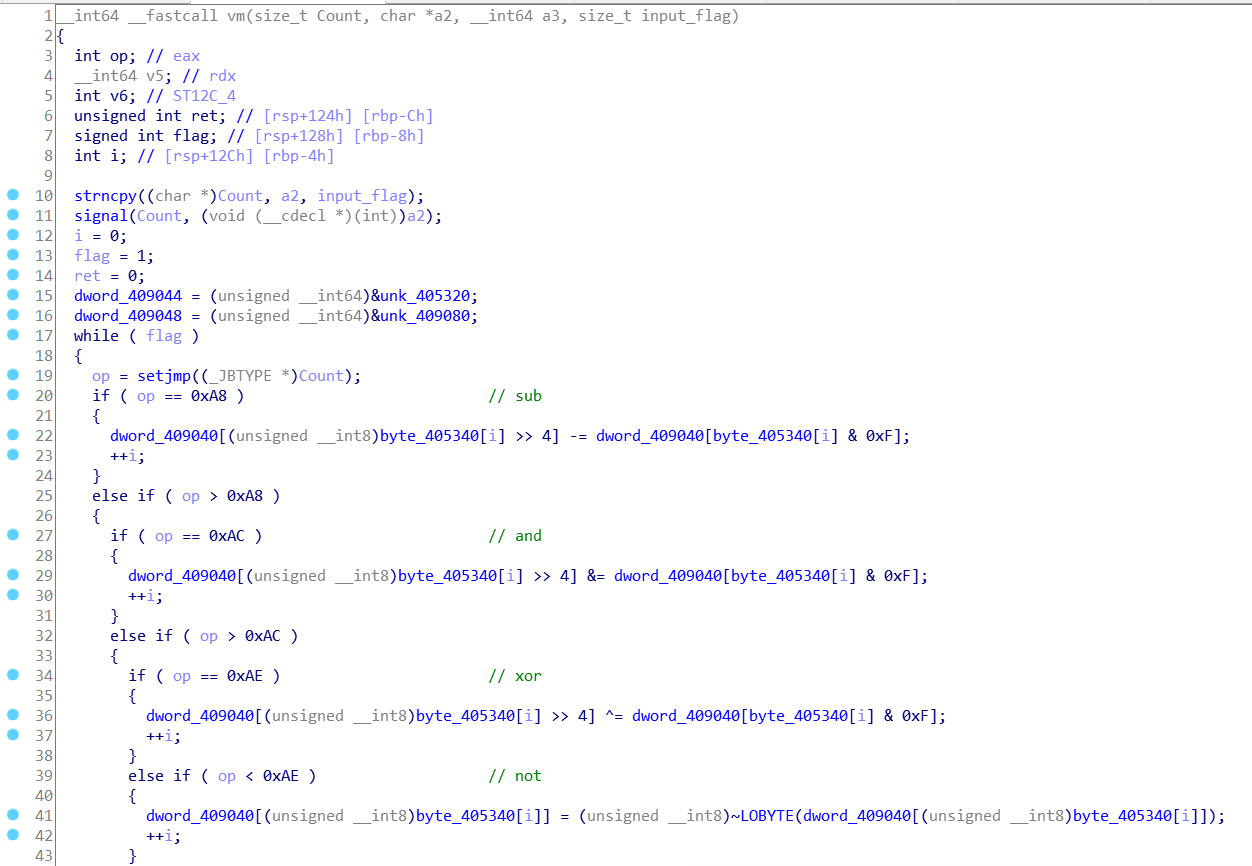 1 __int64 __fastcall vm(size_t Count, char *a2, __int64 a3, size_t input_flag)
2 {
3   int op; // eax
4   __int64 v5; // rdx
5   int v6; // ST12C_4
6   unsigned int ret; // [rsp+124h] [rbp-Ch]
7   signed int flag; // [rsp+128h] [rbp-8h]
8   int i; // [rsp+12Ch] [rbp-4h]
9
10   strncpy((char *)Count, a2, input_flag);
11   signal(Count, (void (__cdecl *)(int))a2);
12   i = 0;
13   flag = 1;
14   ret = 0;
15   dword_409044 = (unsigned __int64)&unk_405320;
16   dword_409048 = (unsigned __int64)&unk_409080;
17   while ( flag )
18   {
19     op = setjmp((_JBTYPE *)Count);
20     if ( op == 0xA8 )                           // sub
21     {
22       dword_409040[(unsigned __int8)byte_405340[i] >> 4] -= dword_409040[byte_405340[i] & 0xF];
23       ++i;
24     }
25     else if ( op > 0xA8 )
26     {
27       if ( op == 0xAC )                         // and
28       {
29         dword_409040[(unsigned __int8)byte_405340[i] >> 4] &= dword_409040[byte_405340[i] & 0xF];
30         ++i;
31       }
32       else if ( op > 0xAC )
33       {
34         if ( op == 0xAE )                       // xor
35         {
36           dword_409040[(unsigned __int8)byte_405340[i] >> 4] ^= dword_409040[byte_405340[i] & 0xF];
37           ++i;
38         }
39         else if ( op < 0xAE )                   // not
40         {
41           dword_409040[(unsigned __int8)byte_405340[i]] = (unsigned __int8)~LOBYTE(dword_409040[(unsigned __int8)byte_405340[i]]);
42           ++i;
43         }